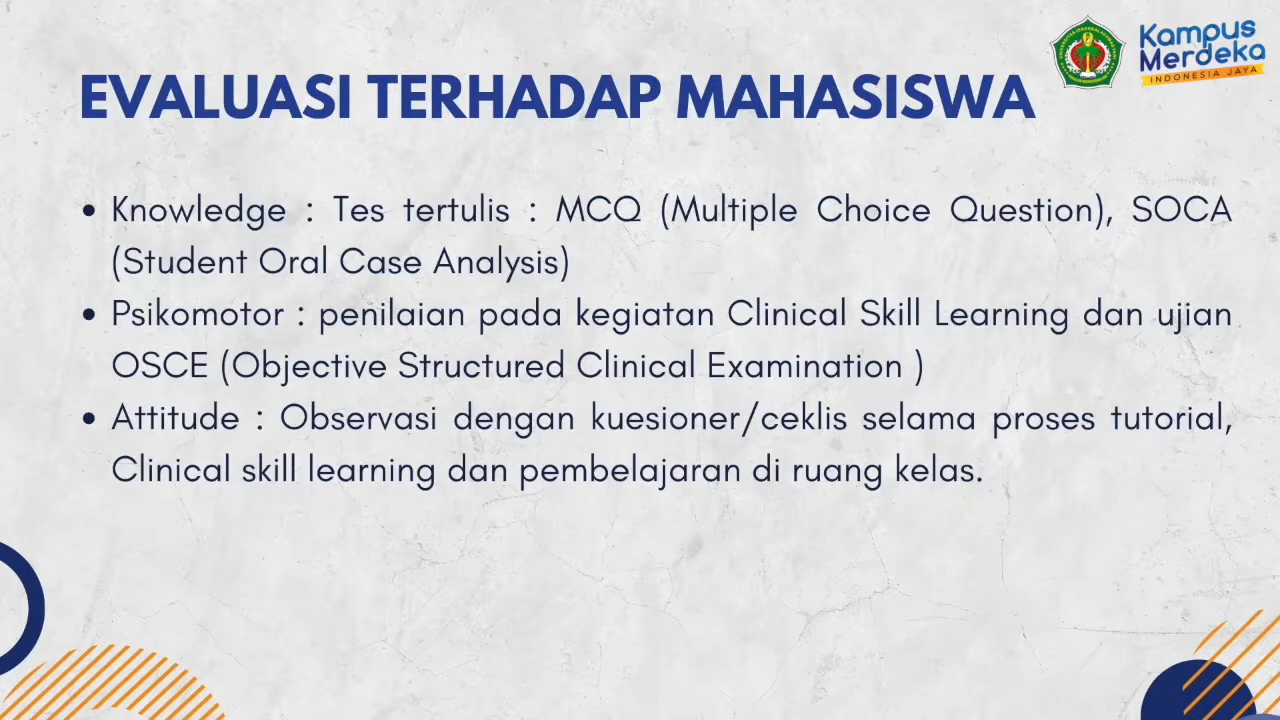 Kampus
Merdeka
INDONESIA JAYA
EVALUASI TERHADAP MAHASISWA
• Knowledge : Tes tertulis : MCQ (Multiple Choice Question), SOCA
(Student Oral Case Analysis)
• Psikomotor : penilaian pada kegiatan Clinical Skill Learning dan ujian
OSCE (Objective Structured Clinical Examination )
• Attitude : Observasi dengan kuesioner/ceklis selama proses tutorial,
Clinical skill learning dan pembelajaran di ruang kelas.